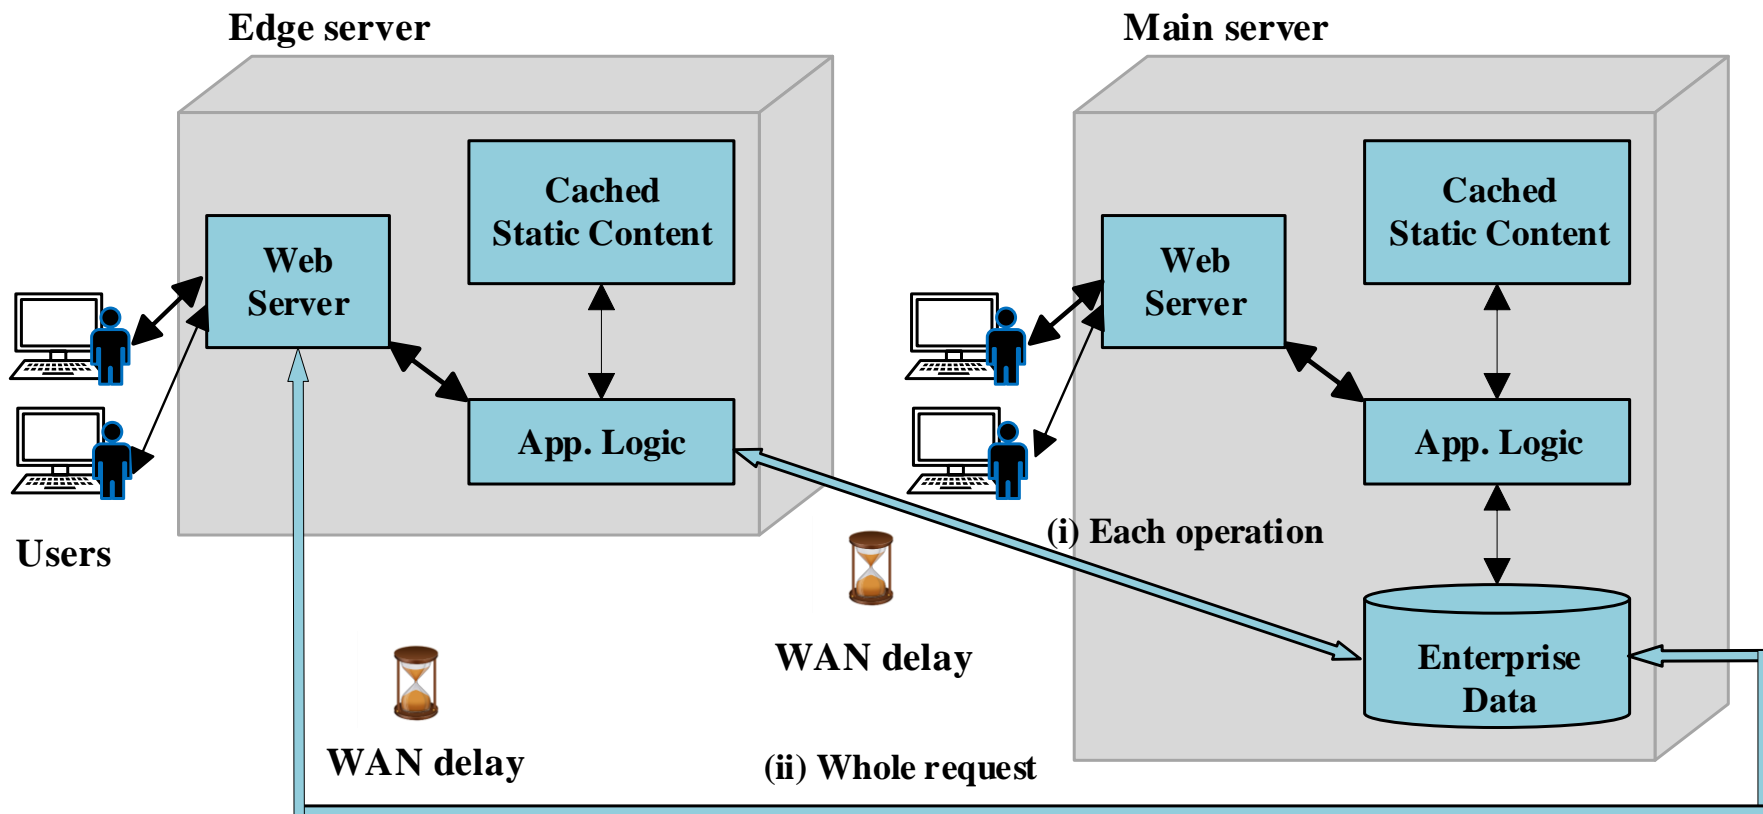 Edge server
Main server
Cached
Static Content
Web
Server
App. Logic
Users
Cached
Static Content
Web
Server
App. Logic
(i) Each operation
WAN delay
Enterprise
Data
WAN delay
(ii) Whole request